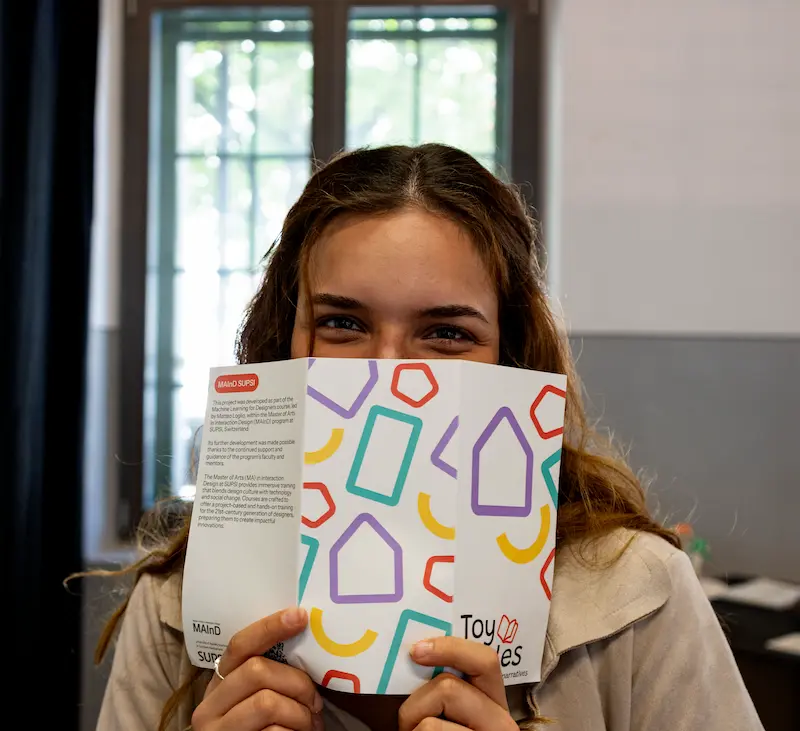 MAInD SUPSI
This project was developed as part of the
Machine Learning for Designers course, led
by Matteo Loglio, within the Master of Arts
in Interaction Design (MAInD) program at
SUPSI, Switzerland.
Its further development was made possible
thanks to the continued support and
guidance of the program's faculty and
mentors.
The Master of Arts (MA) in Interaction
Design at SUPSI provides immersive training
that blends design culture with technology
and social change. Courses are crafted to
offer a project-based and hands-on training
for the 21st-century generation of designers,
preparing them to create impactful
innovations.
MAInD
SUPSI
Toy
les
narratives